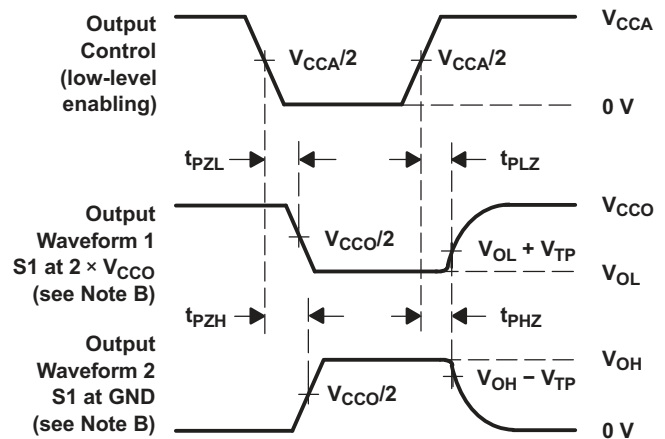 Output
Control
(low-level
enabling)
V_CCA
V_CCA/2
V_CCA/2
0 V
t_PZL
t_PLZ
Output
Waveform 1
S1 at 2 × V_CCO
(see Note B)
V_CCO
V_CCO/2
V_OL + V_TP
V_OL
t_PZH
t_PHZ
Output
Waveform 2
S1 at GND
(see Note B)
V_OH
V_CCO/2
V_OH − V_TP
0 V